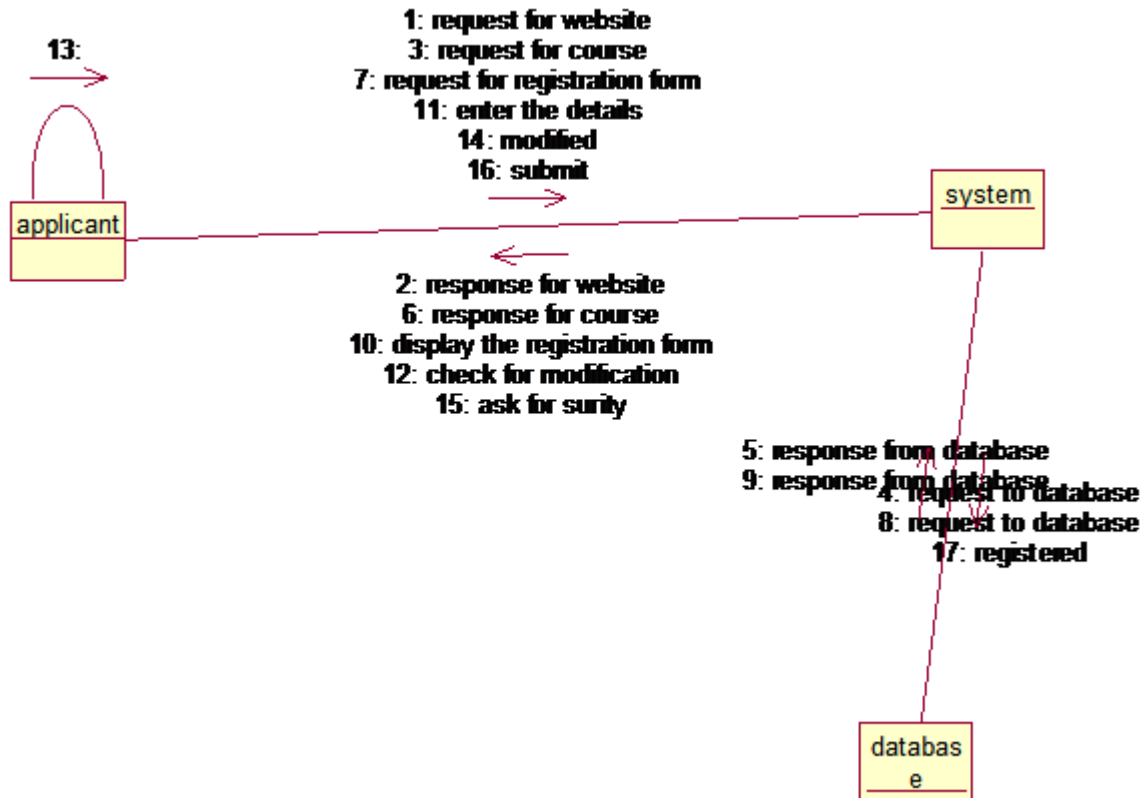 1: request for website
3: request for course
13:
7: request for registration form
11: enter the details
14: modified
16: submit
system
applicant
2: response for website
6: response for course
10: display the registration form
12: check for modification
15: ask for surity
5: response from database
9: response from database
4: request to database
8: request to database
17: registered
databas
e